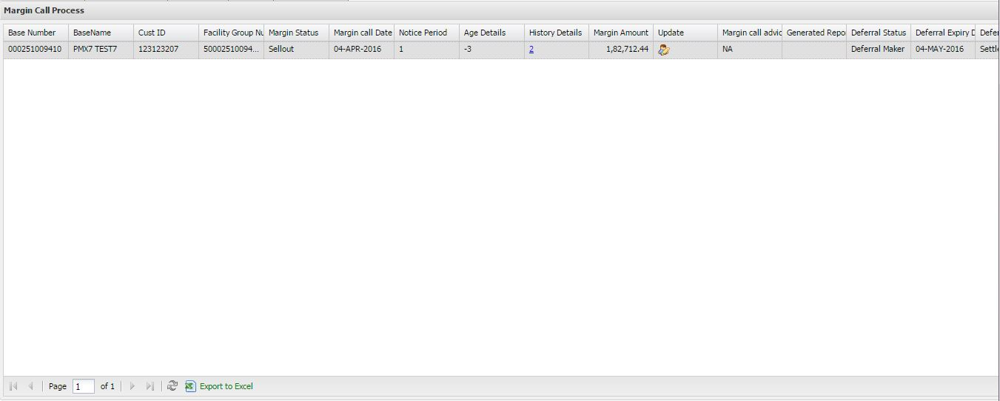 Margin Call Process
Base Number BaseName Cust ID Facility Group Nu Margin Status Margin call Date Notice Period Age Details History Details Margin Amount Update Margin call advic Generated Repo Deferral Status Deferral Expiry D Defer
000251009410 PMX7 TEST7 123123207 50002510094... Sellout 04-APR-2016 1 -3 2 1,82,712.44 NA Deferral Maker 04-MAY-2016 Settle
Page 1 of 1 Export to Excel